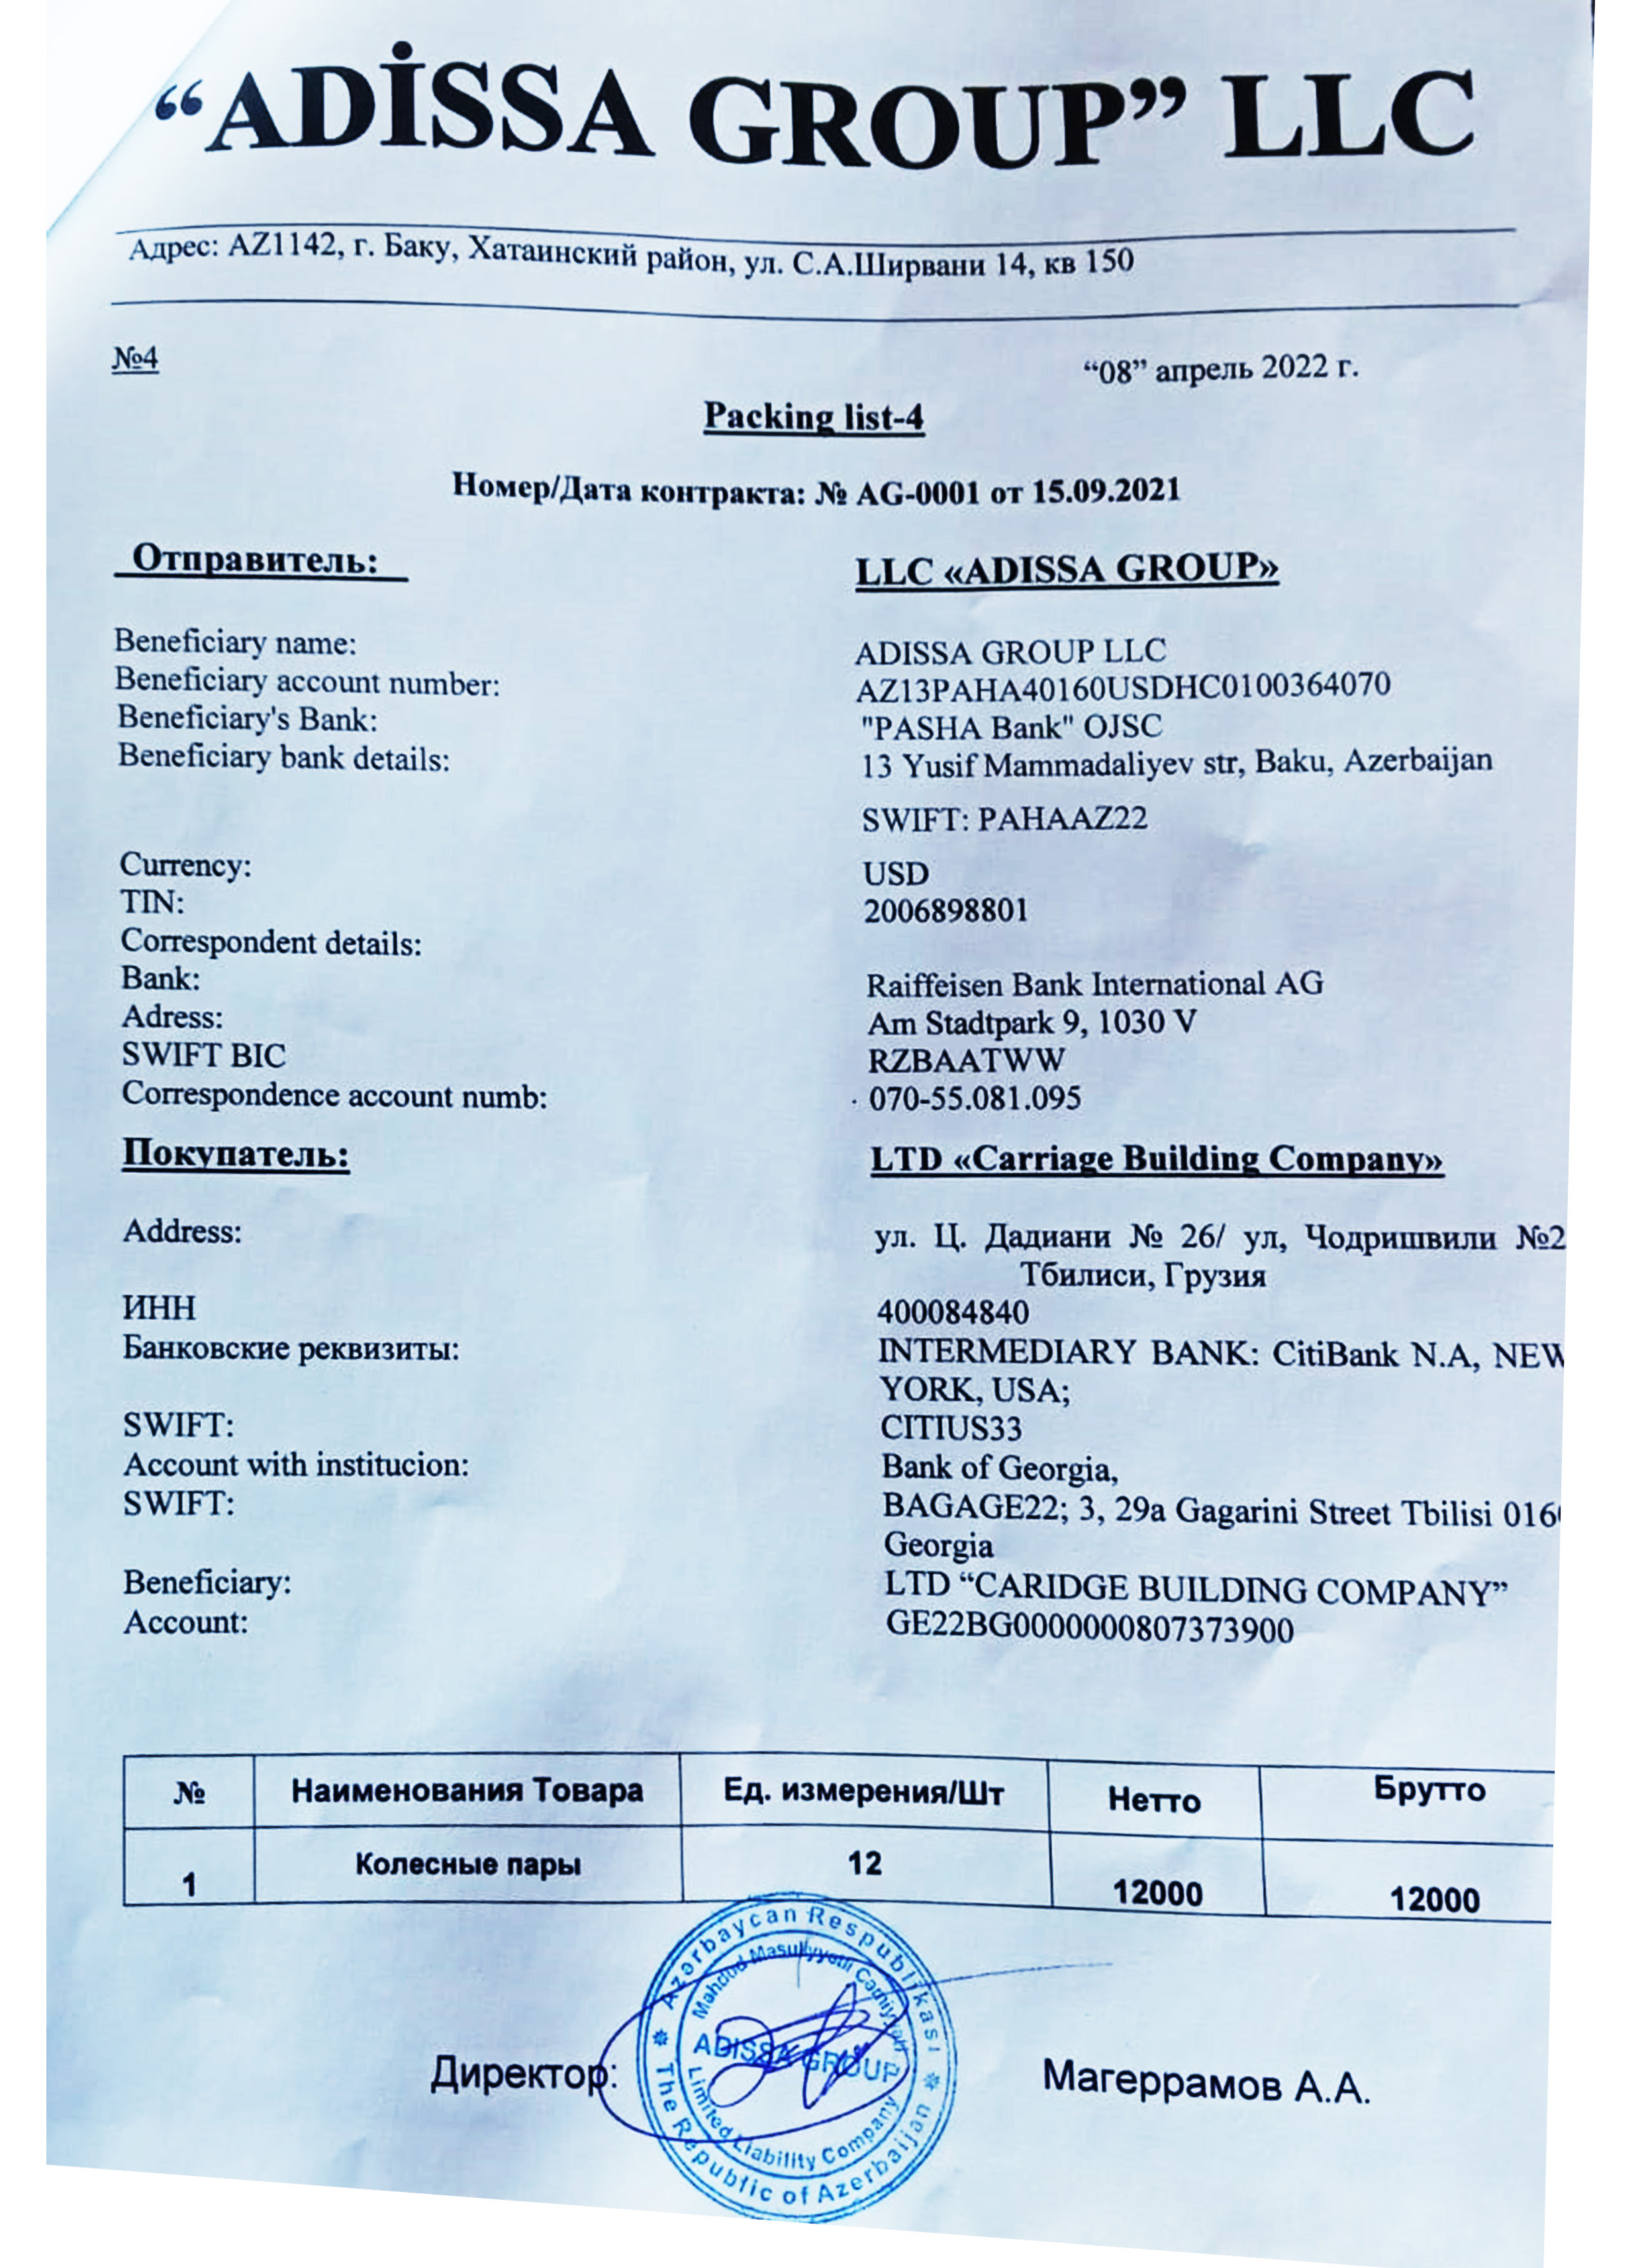 “ADİSSA GROUP” LLC
Адрес: AZ1142, г. Баку, Хатаинский район, ул. С.А.Ширвани 14, кв 150
№4 “08” апрель 2022 г.
Packing list-4
Номер/Дата контракта: № AG-0001 от 15.09.2021
Отправитель: LLC «ADISSA GROUP»
Beneficiary name: ADISSA GROUP LLC
Beneficiary account number: AZ13PAHA40160USDHC0100364070
Beneficiary's Bank: "PASHA Bank" OJSC
Beneficiary bank details: 13 Yusif Mammadaliyev str, Baku, Azerbaijan
SWIFT: PAHAAZ22
Currency: USD
TIN: 2006898801
Correspondent details:
Bank: Raiffeisen Bank International AG
Adress: Am Stadtpark 9, 1030 V
SWIFT BIC RZBAATWW
Correspondence account numb: 070-55.081.095
Покупатель: LTD «Carriage Building Company»
Address: ул. Ц. Дадиани № 26/ ул, Чодришвили №2
Тбилиси, Грузия
ИНН 400084840
Банковские реквизиты: INTERMEDIARY BANK: CitiBank N.A, NEW
YORK, USA;
SWIFT: CITIUS33
Account with institucion: Bank of Georgia,
SWIFT: BAGAGE22; 3, 29a Gagarini Street Tbilisi 016
Georgia
Beneficiary: LTD “CARIDGE BUILDING COMPANY”
Account: GE22BG0000000807373900
№ Наименования Товара Ед. измерения/Шт Нетто Брутто
1 Колесные пары 12 12000 12000
Azərbaycan Respublikası
Məhdud Məsuliyyətli Cəmiyyəti
ADISSA GROUP
Limited Liability Company
The Republic of Azerbaijan
Директор: Магеррамов А.А.